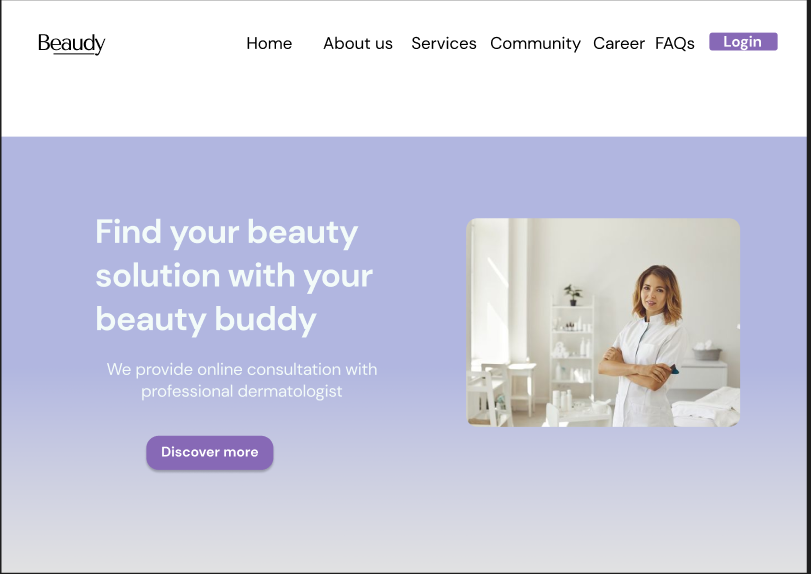 Beaudy
Home About us Services Community Career FAQs Login
Find your beauty
solution with your
beauty buddy
We provide online consultation with
professional dermatologist
Discover more